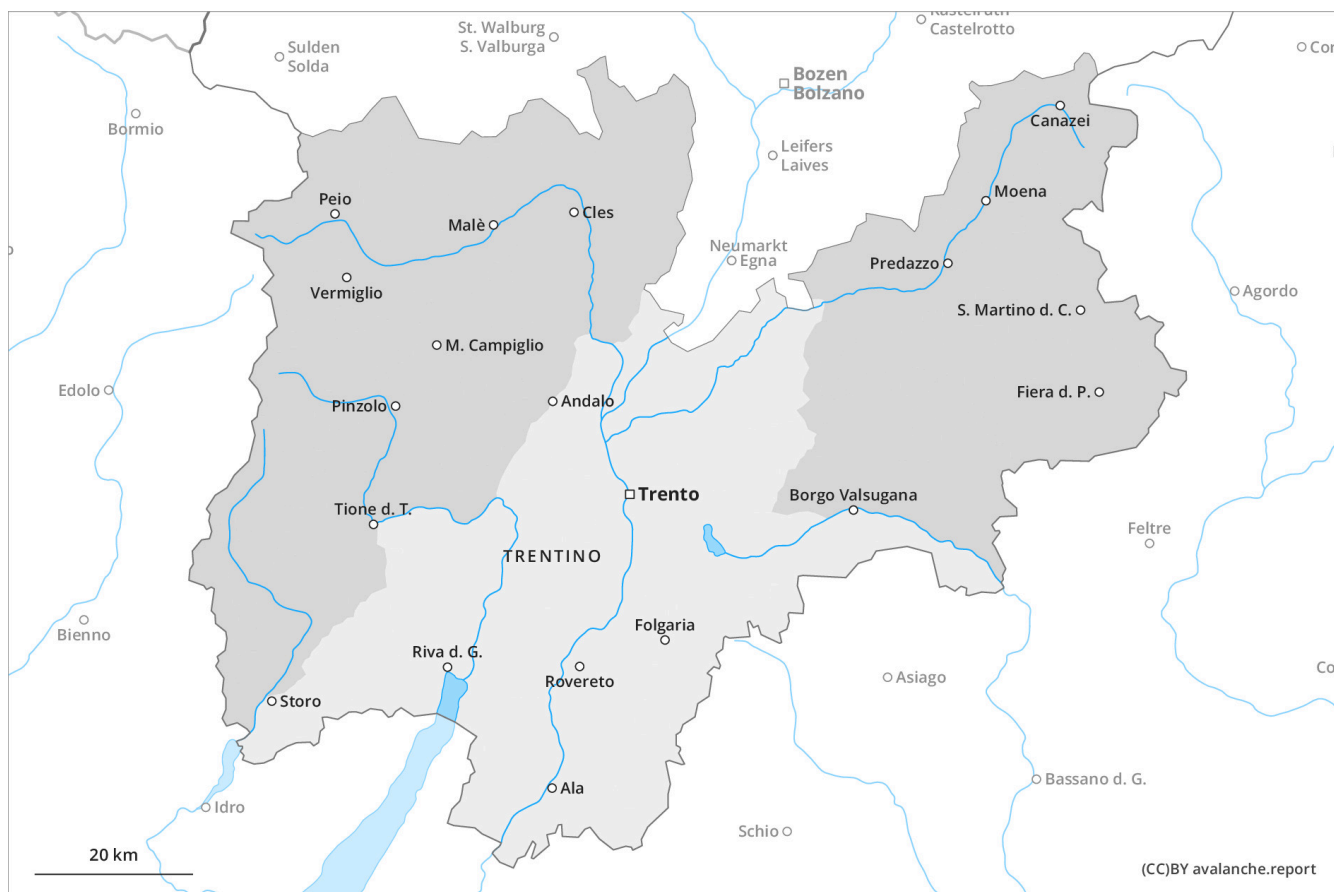 St. Walburg
S. Valburga
Castelrotto
Sulden
Solda
Bozen
Bolzano
Bormio
Canazei
Leifers
Laives
Moena
Peio
Malè
Cles
Neumarkt
Egna
Predazzo
Vermiglio
Agordo
S. Martino d. C.
M. Campiglio
Edolo
Pinzolo
Andalo
Fiera d. P.
Trento
Borgo Valsugana
Tione d. T.
Feltre
TRENTINO
Bienno
Folgaria
Riva d. G.
Rovereto
Asiago
Storo
Bassano d. G.
Ala
Idro
Schio
20 km
(CC)BY avalanche.report